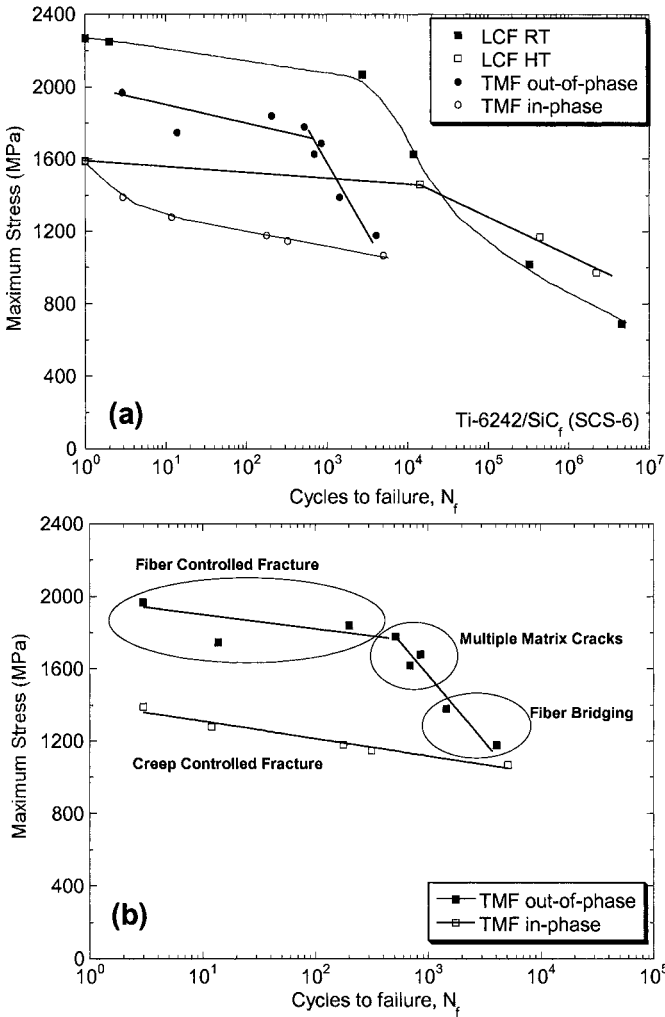 2400
2000
1600
1200
800
400
0
Maximum Stress (MPa)
LCF RT
LCF HT
TMF out-of-phase
TMF in-phase
(a)
Ti-6242/SiCf (SCS-6)
10^0
10^1
10^2
10^3
10^4
10^5
10^6
10^7
Cycles to failure, Nf
2400
2000
1600
1200
800
400
0
Maximum Stress (MPa)
Fiber Controlled Fracture
Multiple Matrix Cracks
Fiber Bridging
Creep Controlled Fracture
(b)
TMF out-of-phase
TMF in-phase
10^0
10^1
10^2
10^3
10^4
10^5
Cycles to failure, Nf